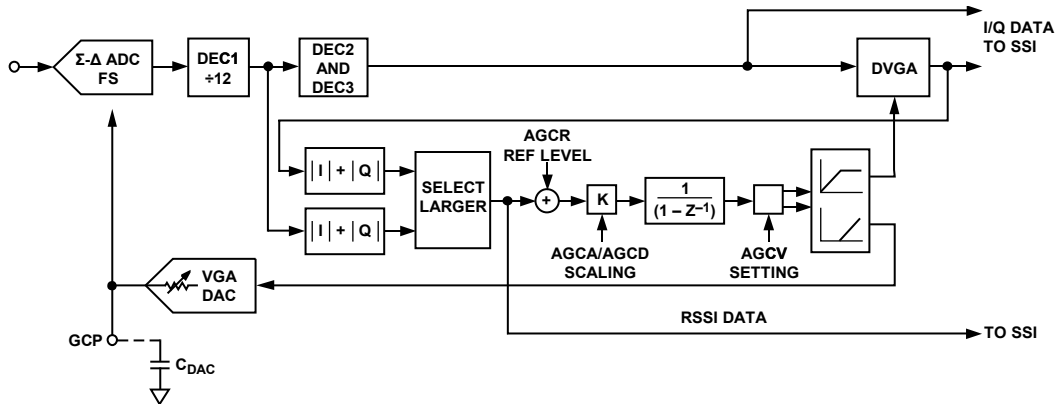 Σ-Δ ADC
FS
DEC1
÷12
DEC2
AND
DEC3
I/Q DATA
TO SSI
DVGA
AGCR
REF LEVEL
|I| + |Q|
|I| + |Q|
SELECT
LARGER
+
K
1
(1 – Z–1)
AGCA/AGCD
SCALING
AGCV
SETTING
VGA
DAC
RSSI DATA
TO SSI
GCP
CDAC